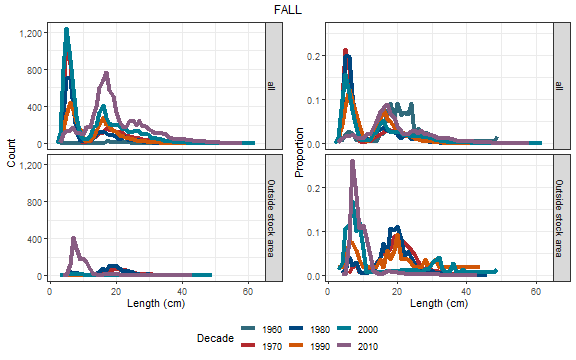 FALL
1,200
800
400
0
all
1,200
800
400
0
Outside stock area
0
20
40
60
Length (cm)
Count
0.2
0.1
0.0
all
0.2
0.1
0.0
Outside stock area
0
20
40
60
Length (cm)
Proportion
Decade
1960
1980
2000
1970
1990
2010